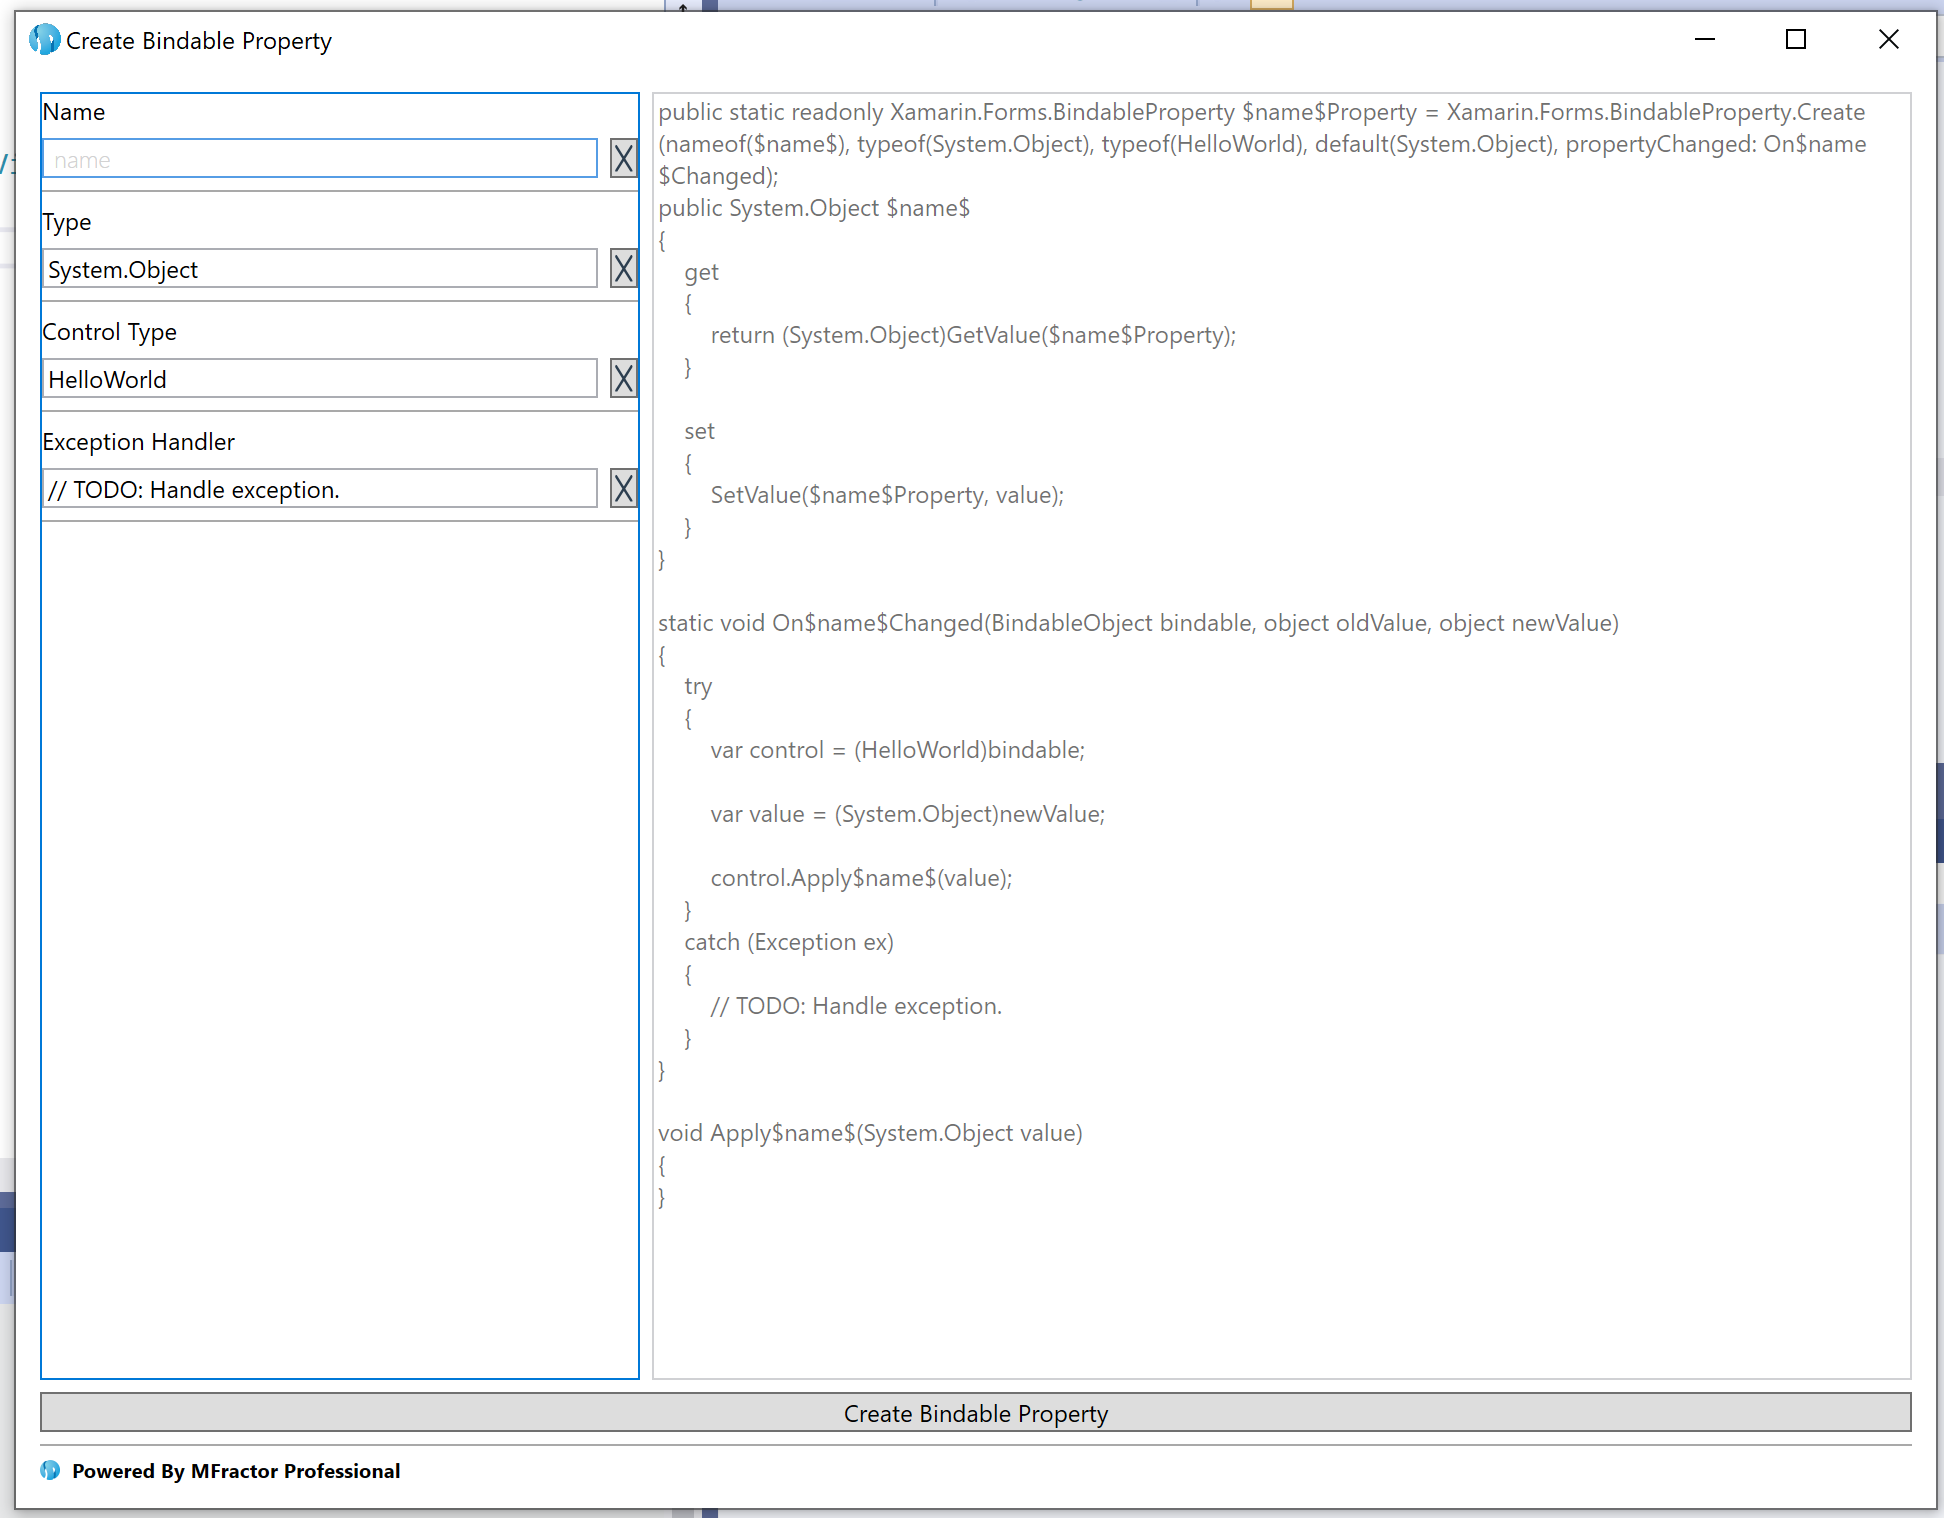 Create Bindable Property
Name
name
X
Type
System.Object
X
Control Type
HelloWorld
X
Exception Handler
// TODO: Handle exception.
X
public static readonly Xamarin.Forms.BindableProperty $name$Property = Xamarin.Forms.BindableProperty.Create
(nameof($name$), typeof(System.Object), typeof(HelloWorld), default(System.Object), propertyChanged: On$name
$Changed);
public System.Object $name$
{
get
{
return (System.Object)GetValue($name$Property);
}
set
{
SetValue($name$Property, value);
}
}
static void On$name$Changed(BindableObject bindable, object oldValue, object newValue)
{
try
{
var control = (HelloWorld)bindable;
var value = (System.Object)newValue;
control.Apply$name$(value);
}
catch (Exception ex)
{
// TODO: Handle exception.
}
}
void Apply$name$(System.Object value)
{
}
Create Bindable Property
Powered By MFractor Professional